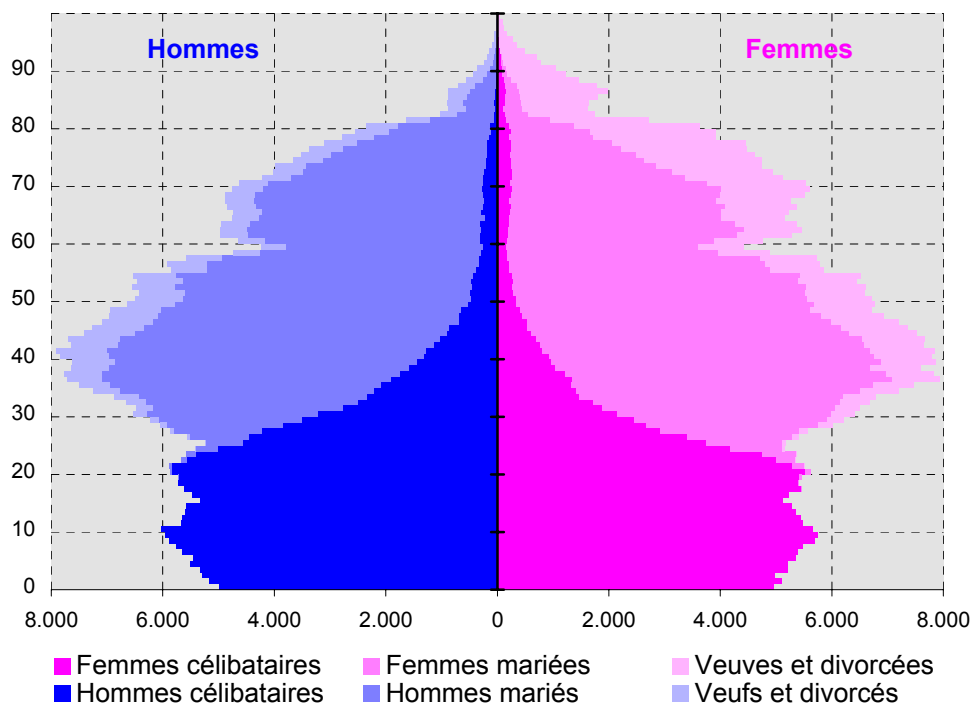 Hommes Femmes
90
80
70
60
50
40
30
20
10
0
8.000 6.000 4.000 2.000 0 2.000 4.000 6.000 8.000
Femmes célibataires Femmes mariées Veuves et divorcées
Hommes célibataires Hommes mariés Veufs et divorcés